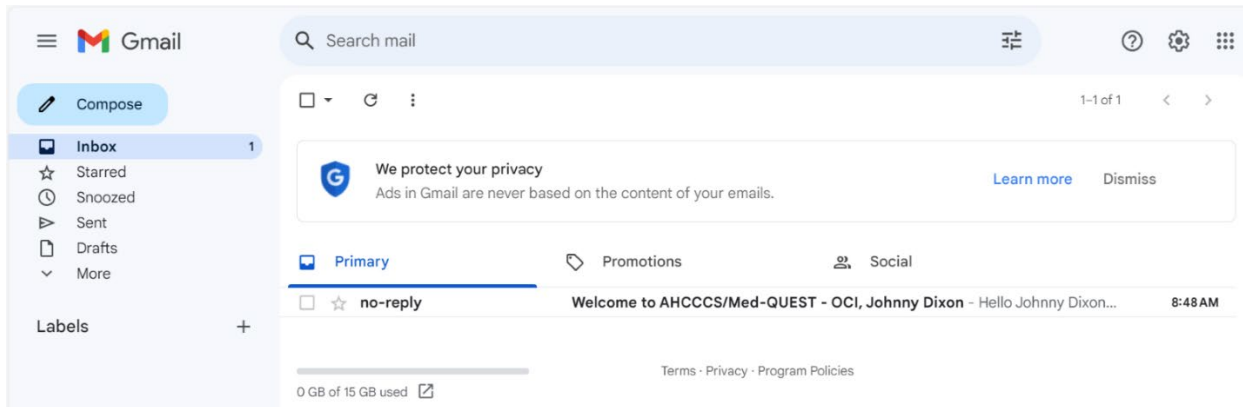 Gmail
Search mail
Compose
1–1 of 1
Inbox 1
Starred
Snoozed
Sent
Drafts
More
Labels
We protect your privacy
Ads in Gmail are never based on the content of your emails.
Learn more Dismiss
Primary Promotions Social
no-reply Welcome to AHCCCS/Med-QUEST - OCI, Johnny Dixon - Hello Johnny Dixon... 8:48 AM
Terms · Privacy · Program Policies
0 GB of 15 GB used